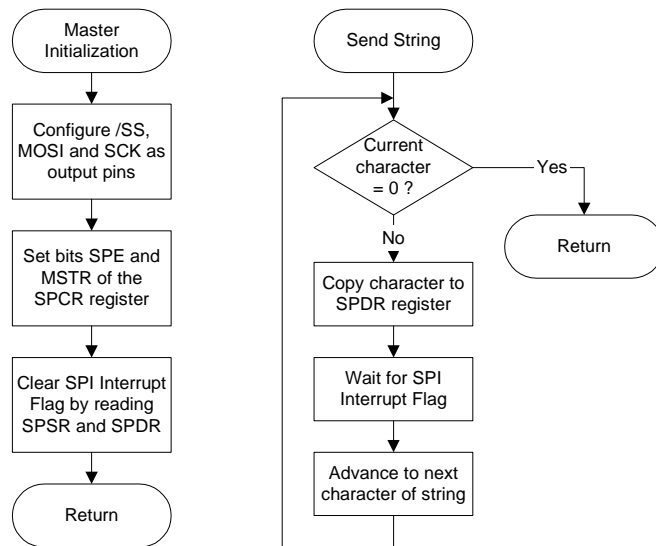 Master
Initialization
Configure /SS,
MOSI and SCK as
output pins
Set bits SPE and
MSTR of the
SPCR register
Clear SPI Interrupt
Flag by reading
SPSR and SPDR
Return
Send String
Current
character
= 0 ?
Yes
Return
No
Copy character to
SPDR register
Wait for SPI
Interrupt Flag
Advance to next
character of string